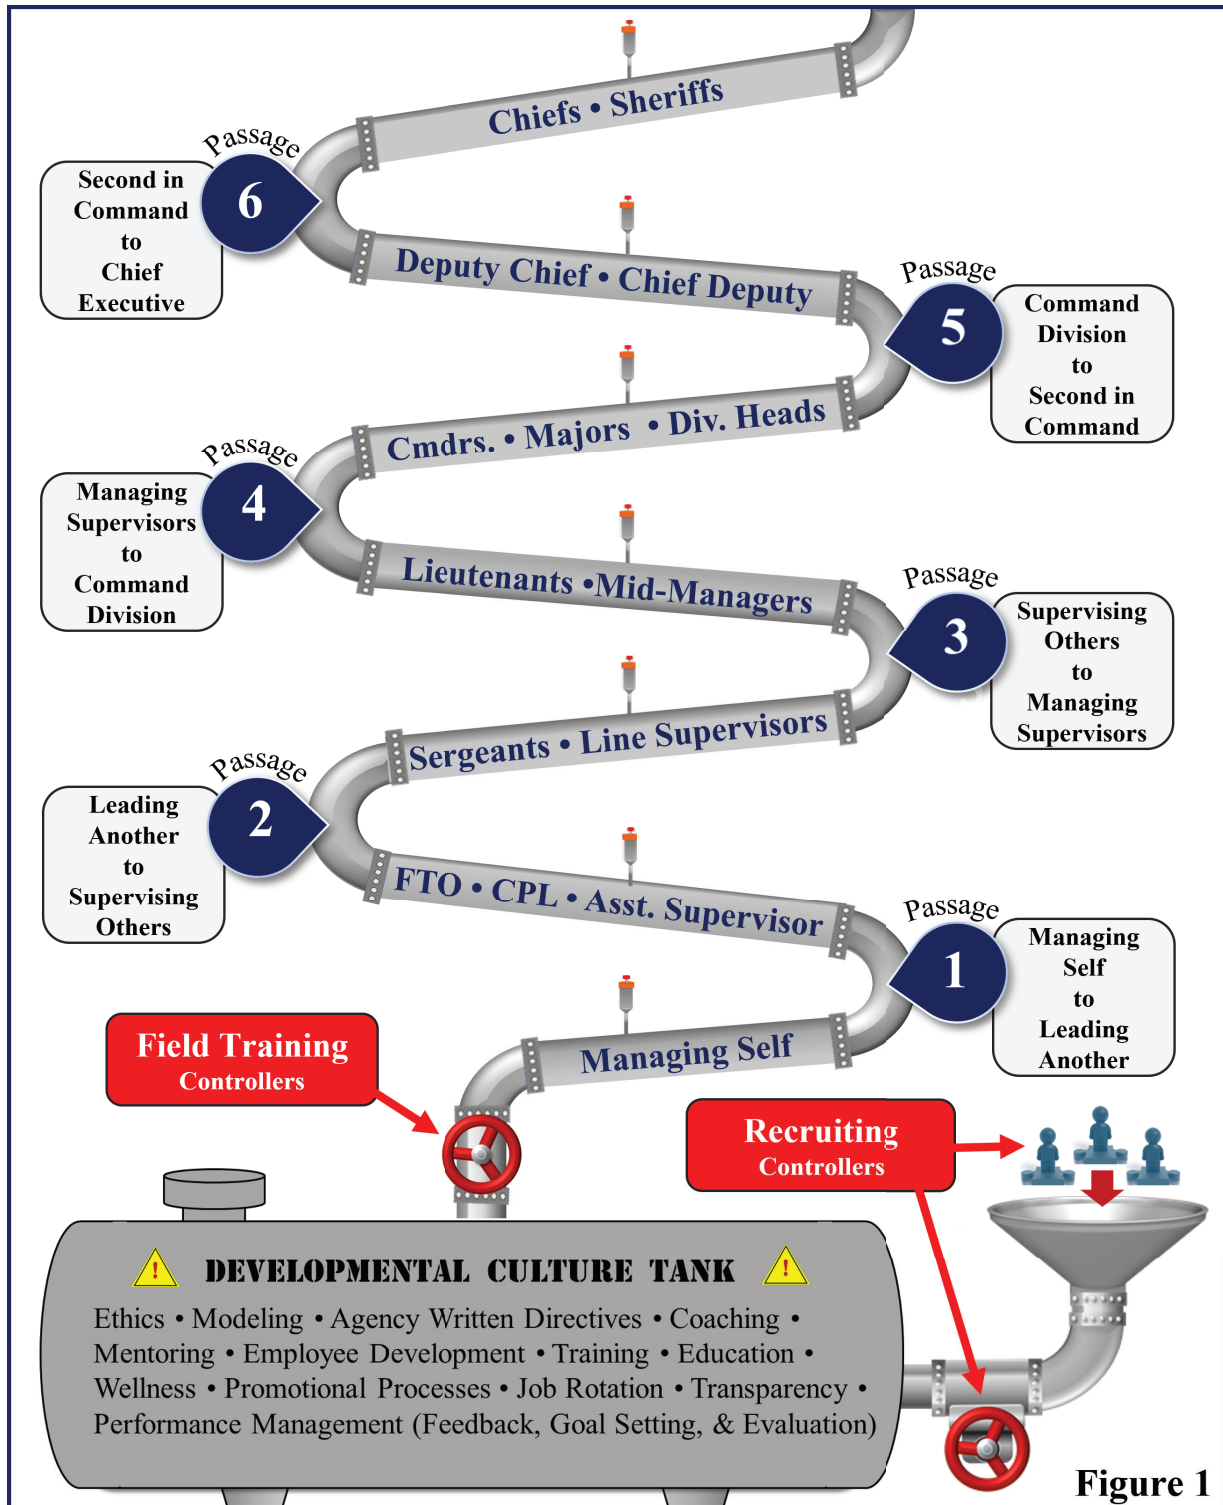 Chiefs • Sheriffs
Passage
6
Second in
Command
to
Chief
Executive
Deputy Chief • Chief Deputy
Passage
5
Command
Division
to
Second in
Command
Cmdrs. • Majors • Div. Heads
Passage
4
Managing
Supervisors
to
Command
Division
Lieutenants •Mid-Managers
Passage
3
Supervising
Others
to
Managing
Supervisors
Sergeants • Line Supervisors
Passage
2
Leading
Another
to
Supervising
Others
FTO • CPL • Asst. Supervisor
Passage
1
Managing
Self
to
Leading
Another
Managing Self
Field Training
Controllers
Recruiting
Controllers
! DEVELOPMENTAL CULTURE TANK !
Ethics • Modeling • Agency Written Directives • Coaching •
Mentoring • Employee Development • Training • Education •
Wellness • Promotional Processes • Job Rotation • Transparency •
Performance Management (Feedback, Goal Setting, & Evaluation)
Figure 1